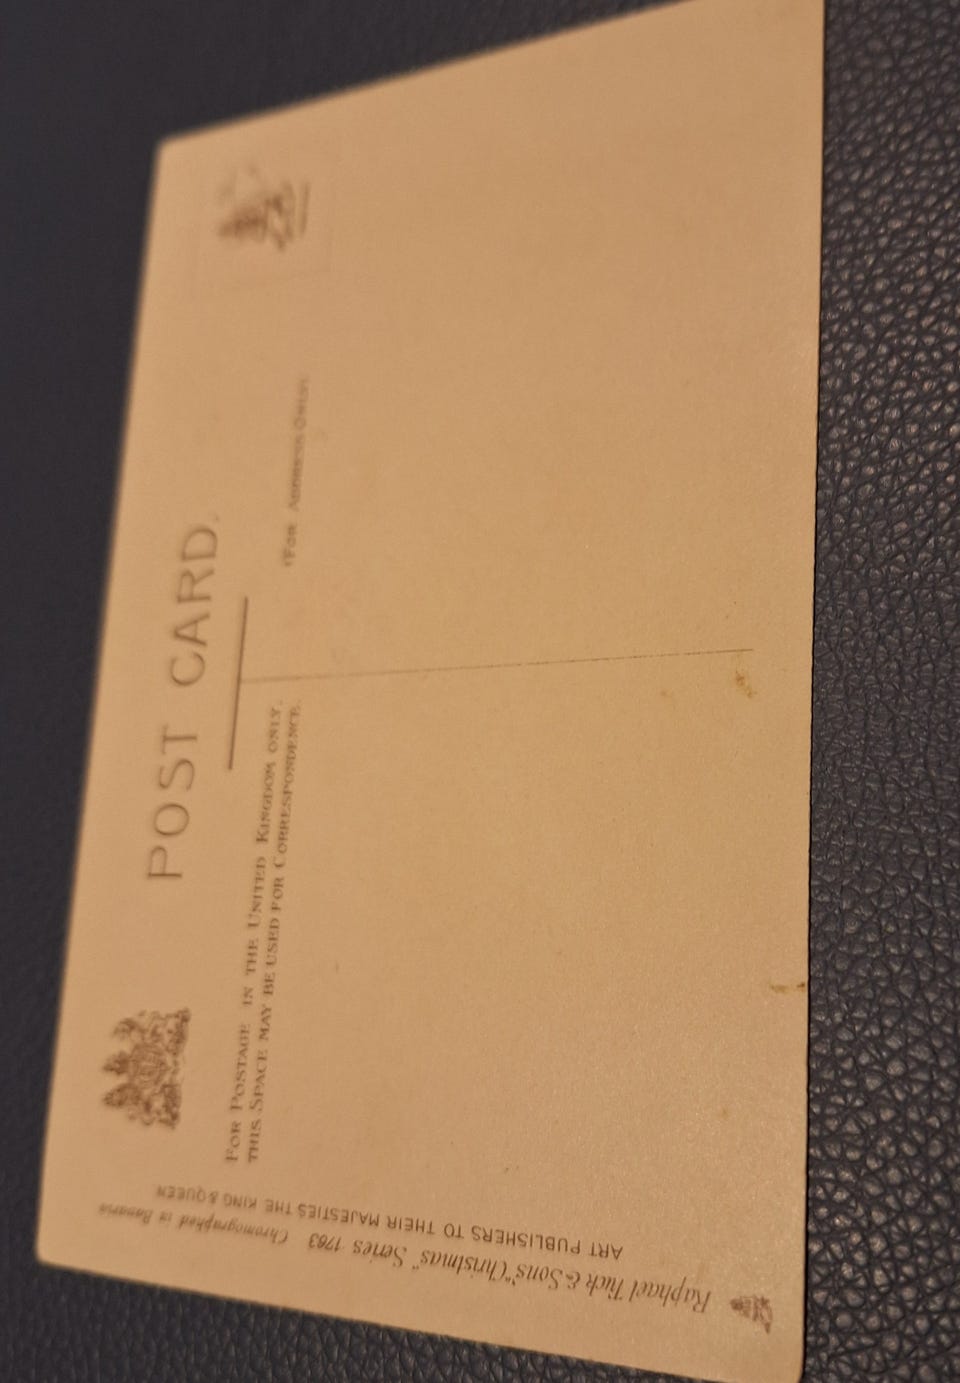 POST CARD.
FOR POSTAGE IN THE UNITED KINGDOM ONLY,
THIS SPACE MAY BE USED FOR CORRESPONDENCE.
(FOR ADDRESS ONLY)
Raphael Tuck & Sons' "Christmas" Series 1763 Chromographed in Bavaria
ART PUBLISHERS TO THEIR MAJESTIES THE KING & QUEEN